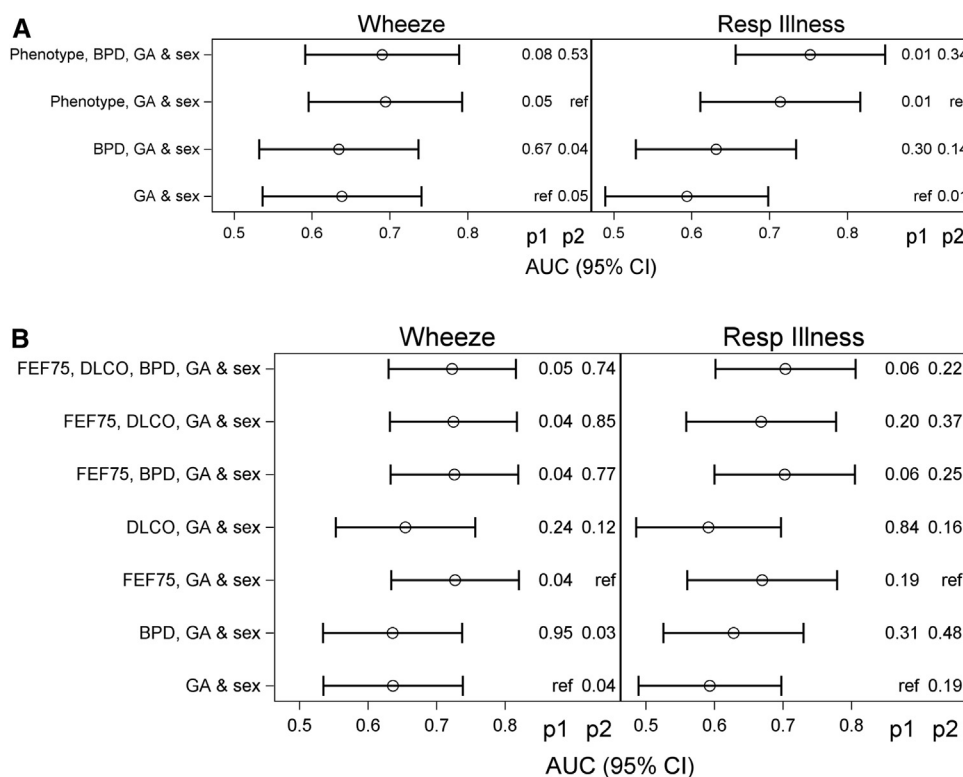 A
Wheeze Resp Illness
Phenotype, BPD, GA & sex 0.08 0.53 0.01 0.34
Phenotype, GA & sex 0.05 ref 0.01 re
BPD, GA & sex 0.67 0.04 0.30 0.14
GA & sex ref 0.05 ref 0.01
0.5 0.6 0.7 0.8 p1 p2 0.5 0.6 0.7 0.8 p1 p2
AUC (95% CI)
B
Wheeze Resp Illness
FEF75, DLCO, BPD, GA & sex 0.05 0.74 0.06 0.22
FEF75, DLCO, GA & sex 0.04 0.85 0.20 0.37
FEF75, BPD, GA & sex 0.04 0.77 0.06 0.25
DLCO, GA & sex 0.24 0.12 0.84 0.16
FEF75, GA & sex 0.04 ref 0.19 ref
BPD, GA & sex 0.95 0.03 0.31 0.48
GA & sex ref 0.04 ref 0.19
0.5 0.6 0.7 0.8 p1 p2 0.5 0.6 0.7 0.8 p1 p2
AUC (95% CI)